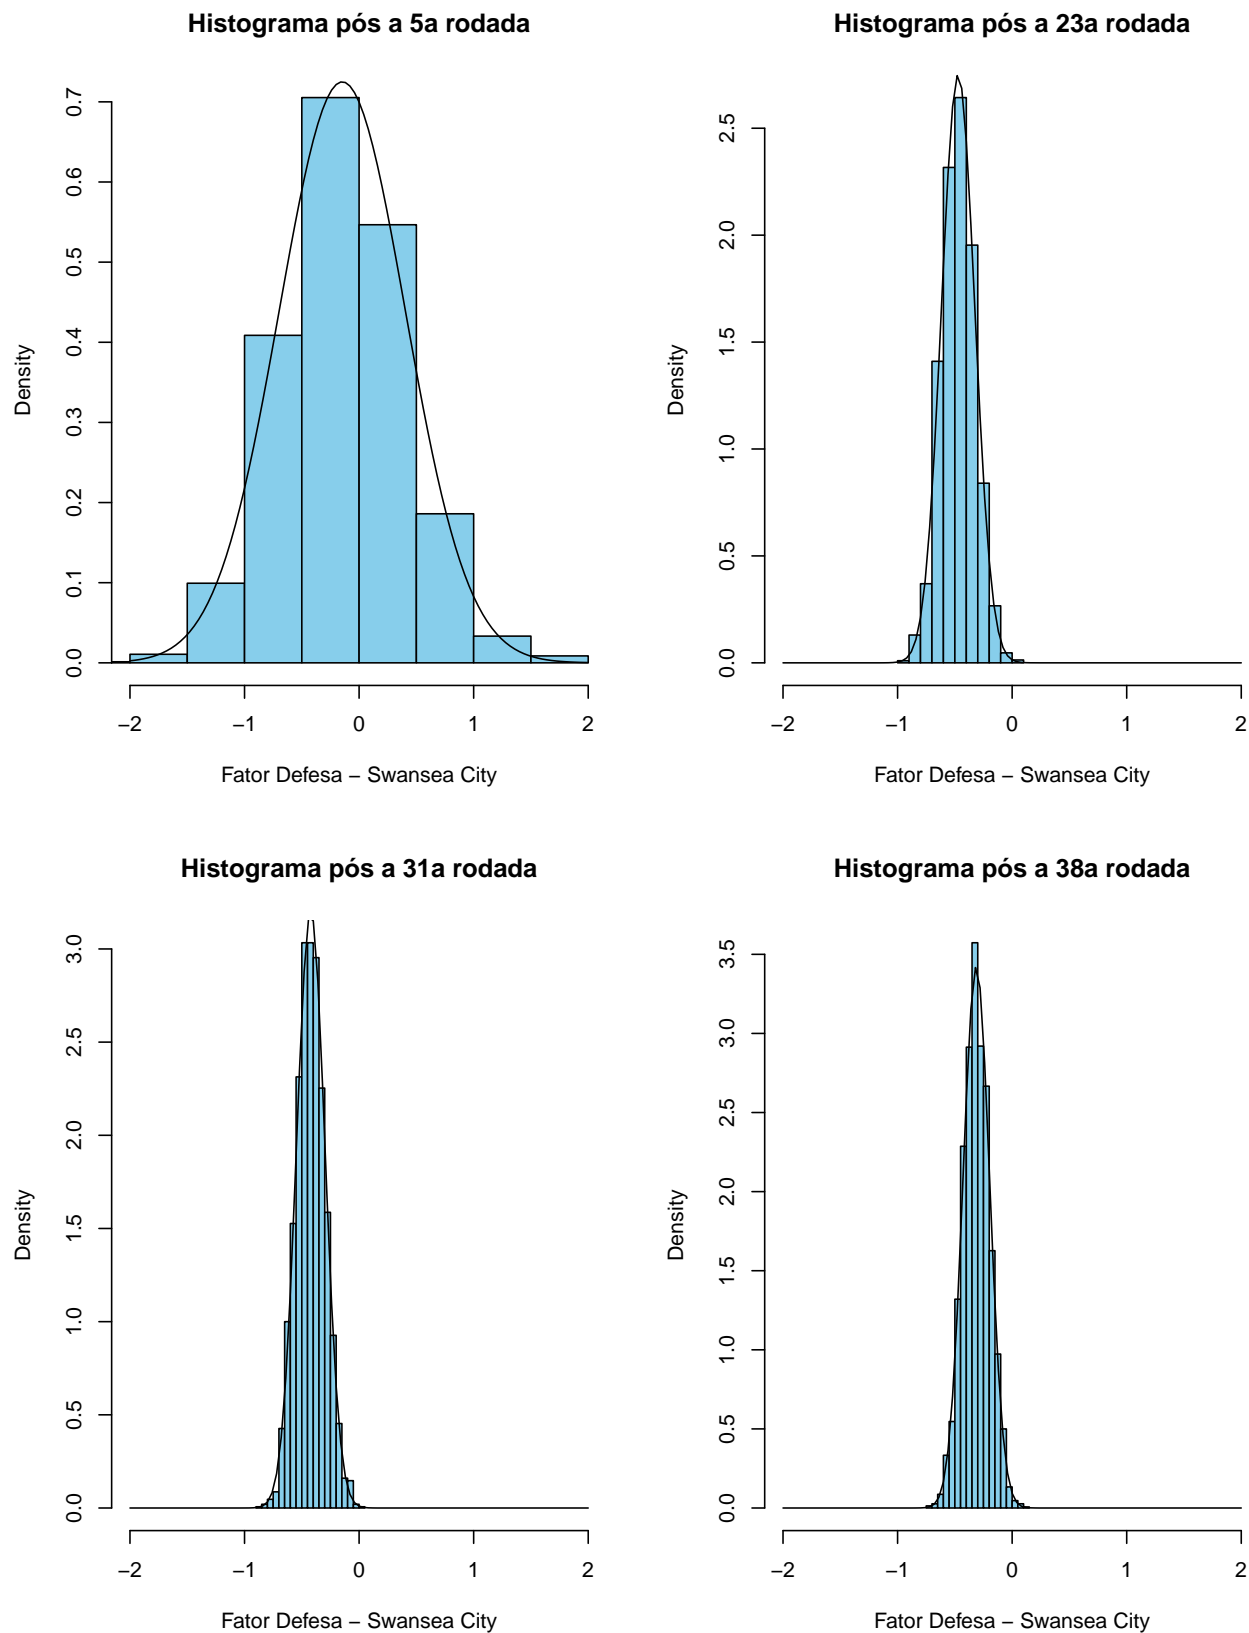 Histograma pós a 5a rodada
Density
0.0 0.1 0.2 0.3 0.4 0.5 0.6 0.7
−2 −1 0 1 2
Fator Defesa − Swansea City
Histograma pós a 23a rodada
Density
0.0 0.5 1.0 1.5 2.0 2.5
−2 −1 0 1 2
Fator Defesa − Swansea City
Histograma pós a 31a rodada
Density
0.0 0.5 1.0 1.5 2.0 2.5 3.0
−2 −1 0 1 2
Fator Defesa − Swansea City
Histograma pós a 38a rodada
Density
0.0 0.5 1.0 1.5 2.0 2.5 3.0 3.5
−2 −1 0 1 2
Fator Defesa − Swansea City